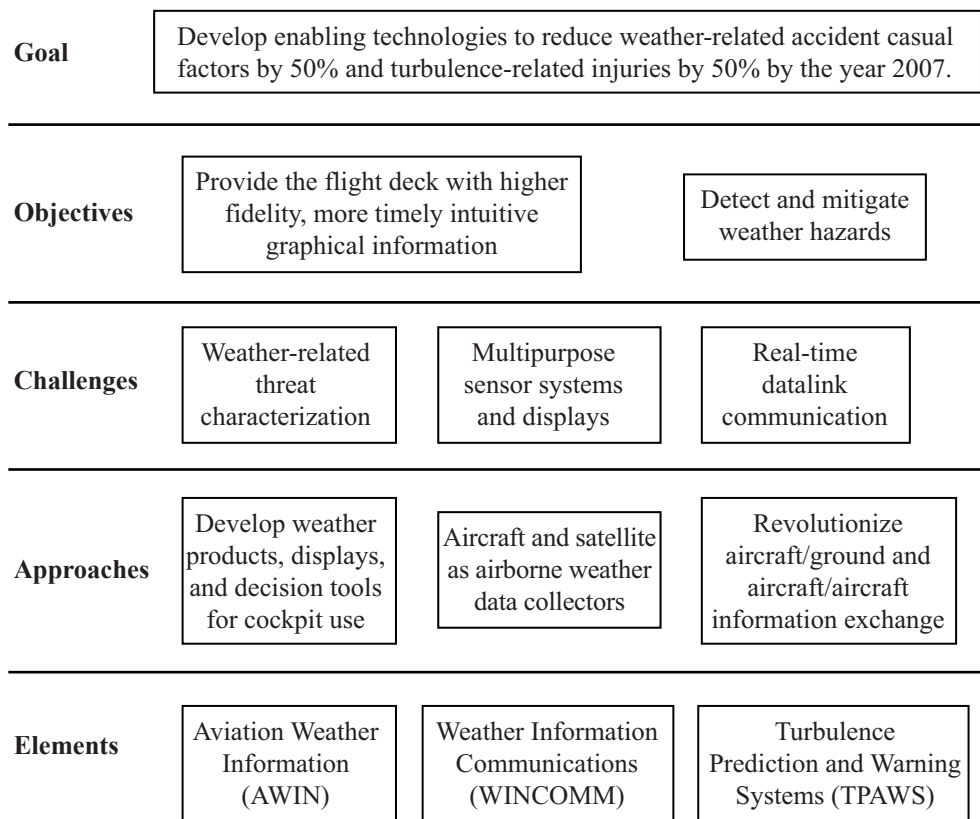 Goal
Develop enabling technologies to reduce weather-related accident casual
factors by 50% and turbulence-related injuries by 50% by the year 2007.
Objectives
Provide the flight deck with higher
fidelity, more timely intuitive
graphical information
Detect and mitigate
weather hazards
Challenges
Weather-related
threat
characterization
Multipurpose
sensor systems
and displays
Real-time
datalink
communication
Approaches
Develop weather
products, displays,
and decision tools
for cockpit use
Aircraft and satellite
as airborne weather
data collectors
Revolutionize
aircraft/ground and
aircraft/aircraft
information exchange
Elements
Aviation Weather
Information
(AWIN)
Weather Information
Communications
(WINCOMM)
Turbulence
Prediction and Warning
Systems (TPAWS)